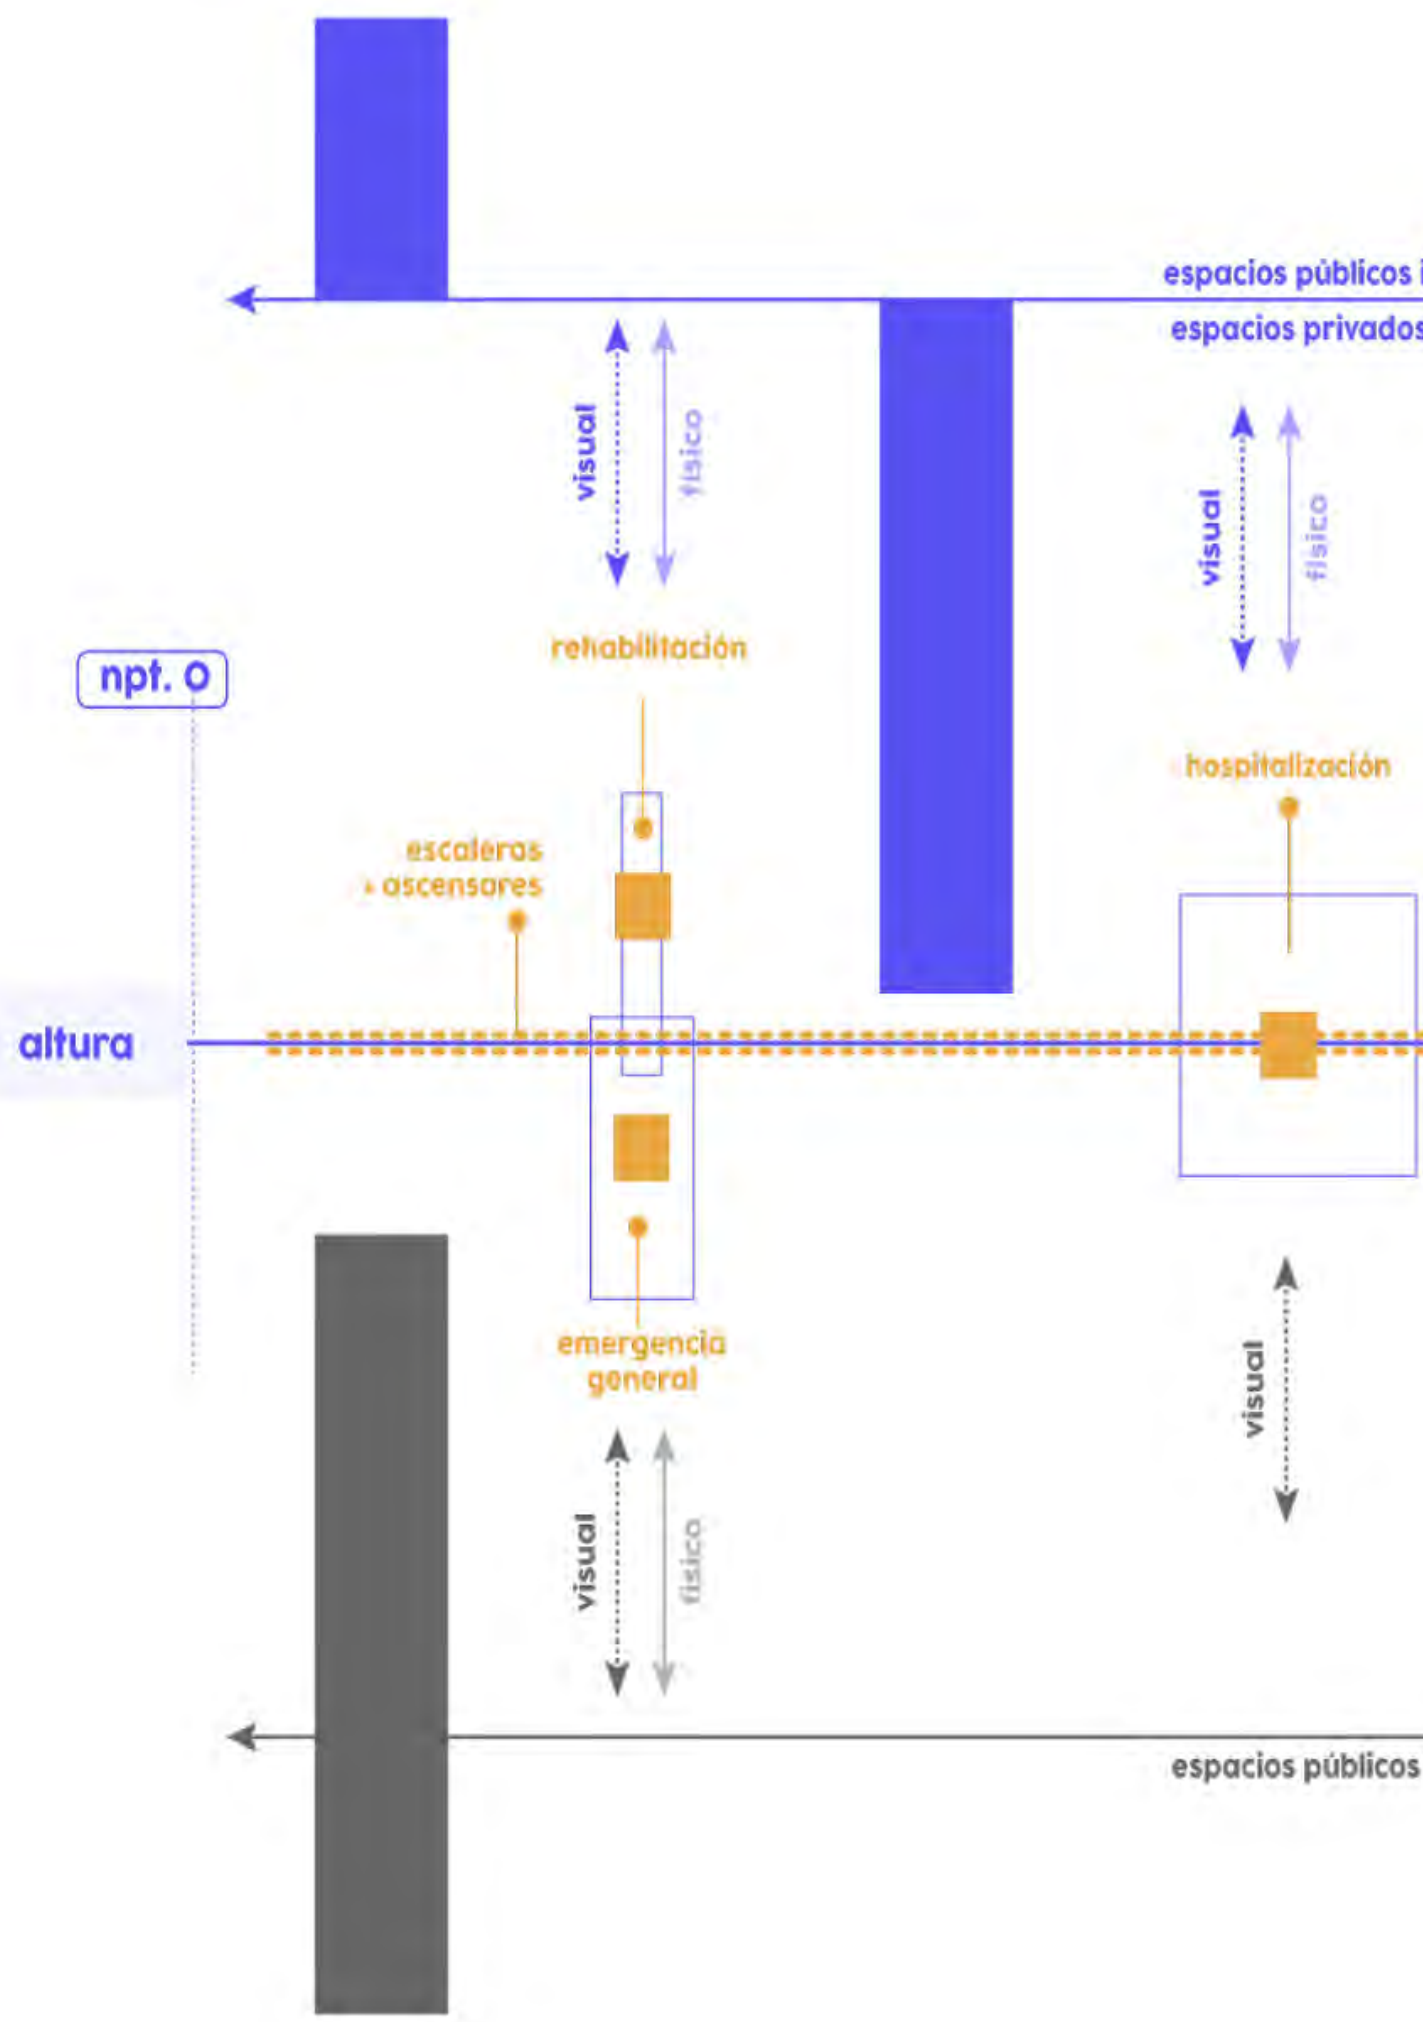 espacios públicos i
espacios privados
visual
físico
visual
físico
rehabilitación
npt. 0
hospitalización
escaleras
+ ascensores
altura
emergencia
general
visual
visual
físico
espacios públicos